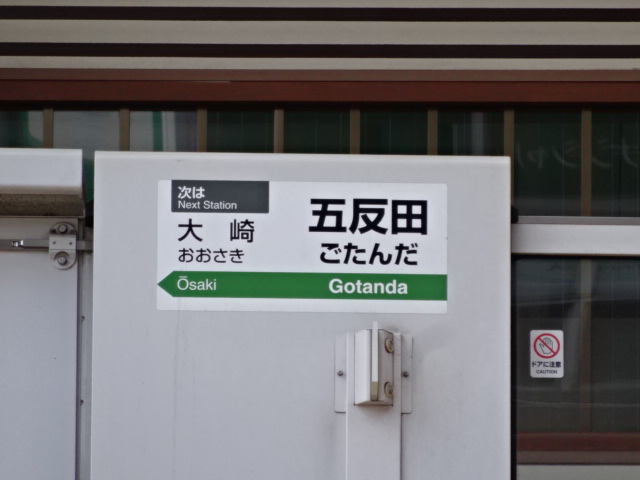 次は
Next Station
大崎
おおさき
Ōsaki
五反田
ごたんだ
Gotanda
ドアに注意
CAUTION